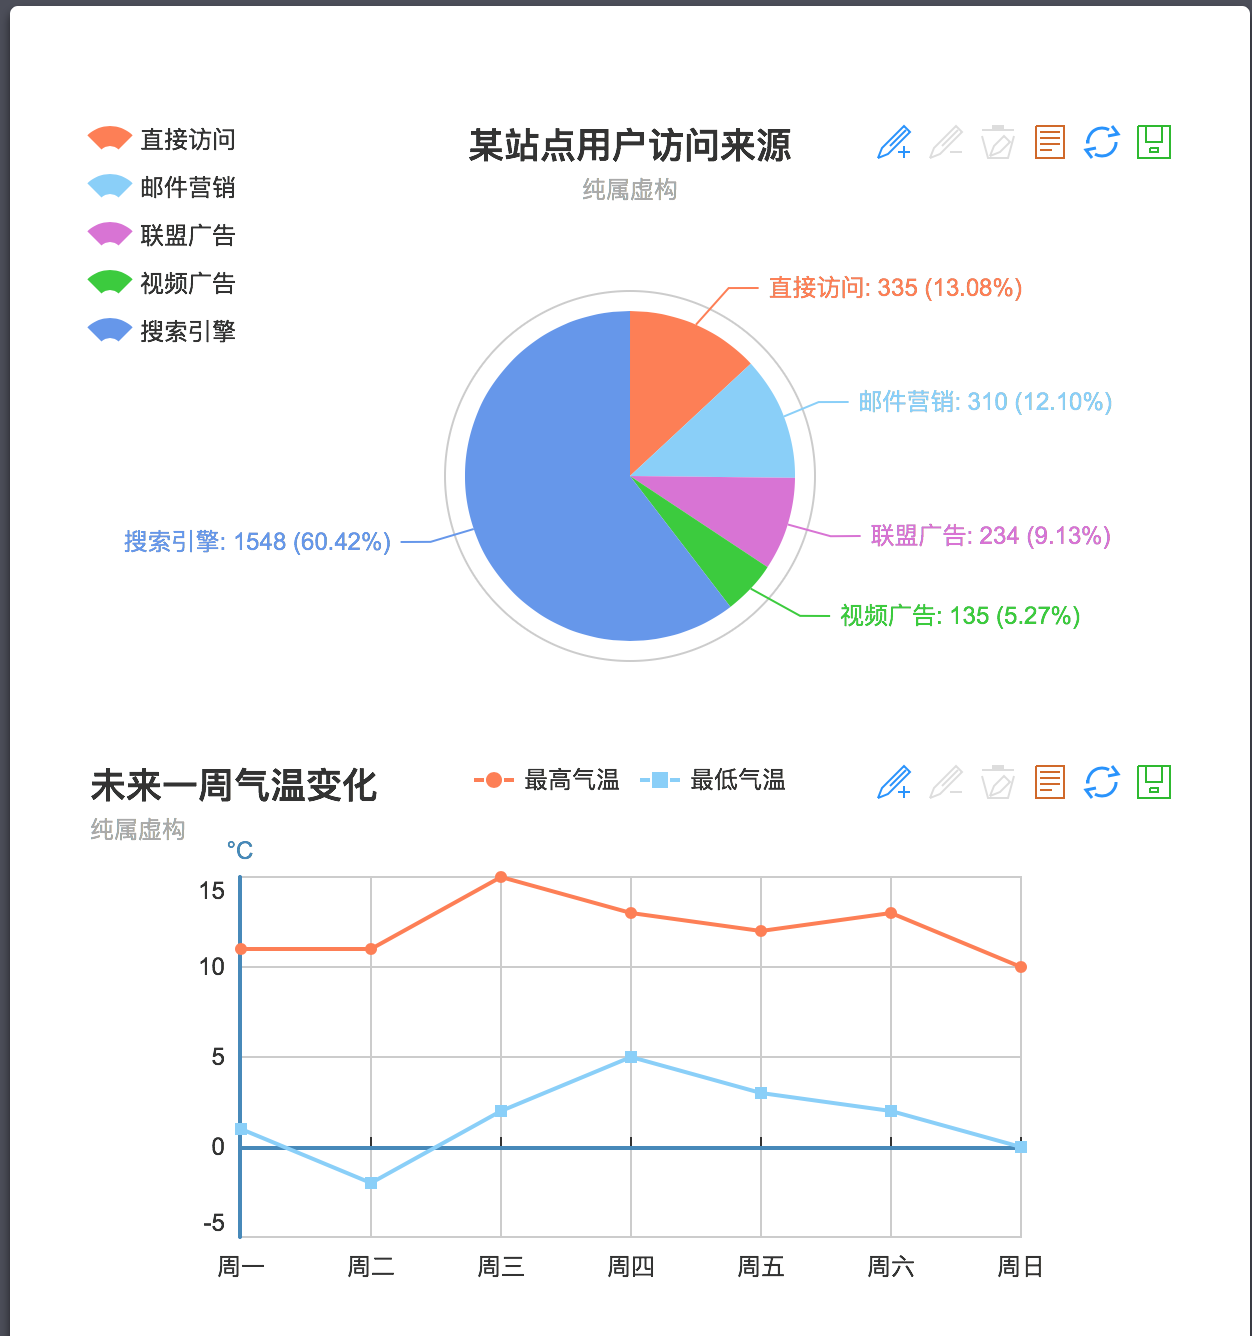 直接访问
邮件营销
联盟广告
视频广告
搜索引擎
某站点用户访问来源
纯属虚构
直接访问: 335 (13.08%)
邮件营销: 310 (12.10%)
联盟广告: 234 (9.13%)
视频广告: 135 (5.27%)
搜索引擎: 1548 (60.42%)
未来一周气温变化
纯属虚构
最高气温 最低气温
°C
15
10
5
0
-5
周一 周二 周三 周四 周五 周六 周日